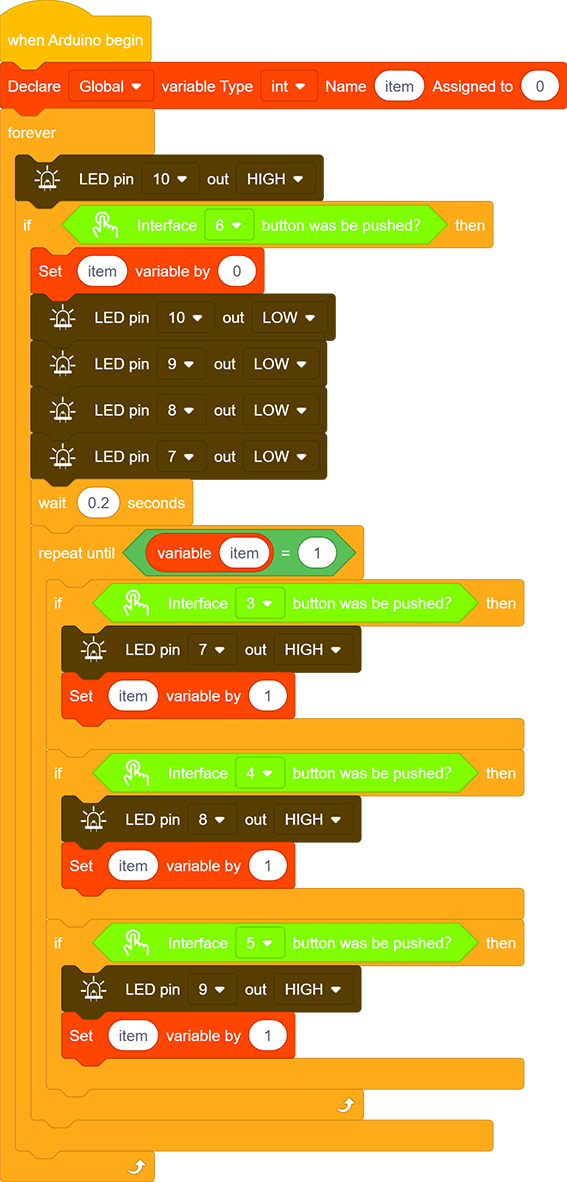 when Arduino begin
Declare Global variable Type int Name item Assigned to 0
forever
LED pin 10 out HIGH
if Interface 6 button was be pushed? then
Set item variable by 0
LED pin 10 out LOW
LED pin 9 out LOW
LED pin 8 out LOW
LED pin 7 out LOW
wait 0.2 seconds
repeat until variable item = 1
if Interface 3 button was be pushed? then
LED pin 7 out HIGH
Set item variable by 1
if Interface 4 button was be pushed? then
LED pin 8 out HIGH
Set item variable by 1
if Interface 5 button was be pushed? then
LED pin 9 out HIGH
Set item variable by 1